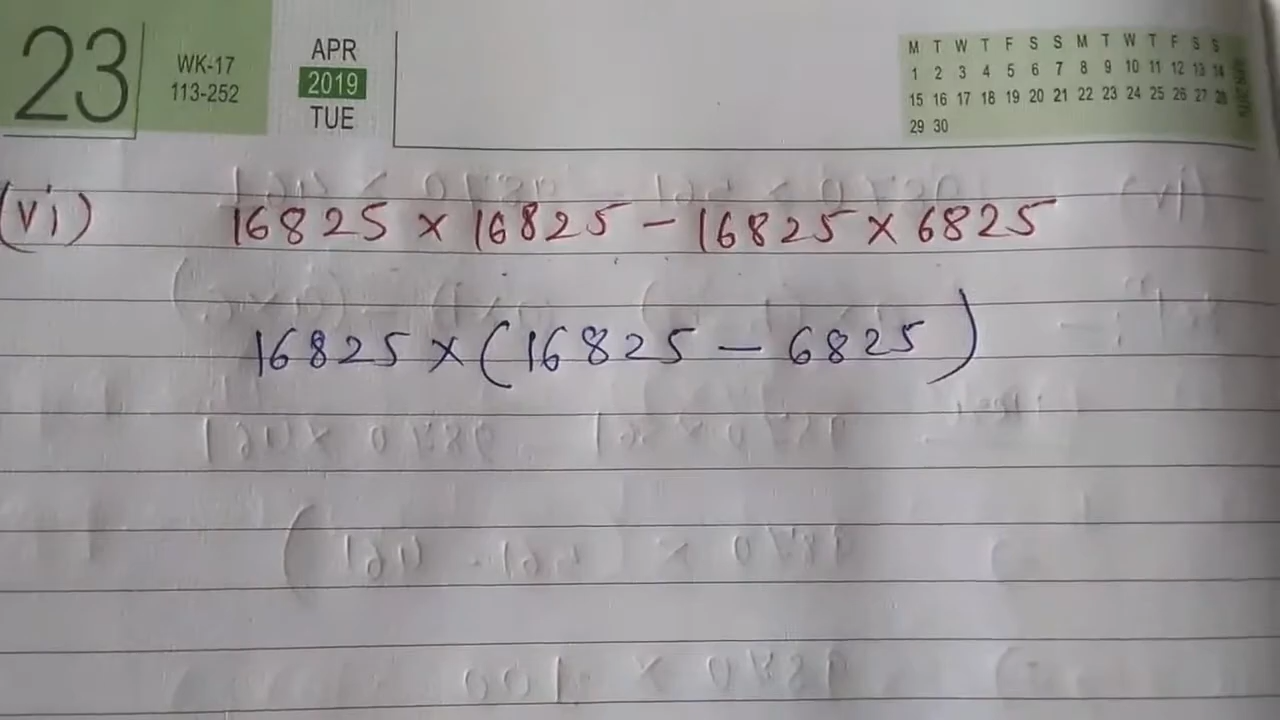 23
WK-17
113-252
APR
2019
TUE
M T W T F S S M T W T F S S
1 2 3 4 5 6 7 8 9 10 11 12 13 14
15 16 17 18 19 20 21 22 23 24 25 26 27 28
29 30
(vi) 16825 × 16825 - 16825 × 6825
16825 × (16825 - 6825)